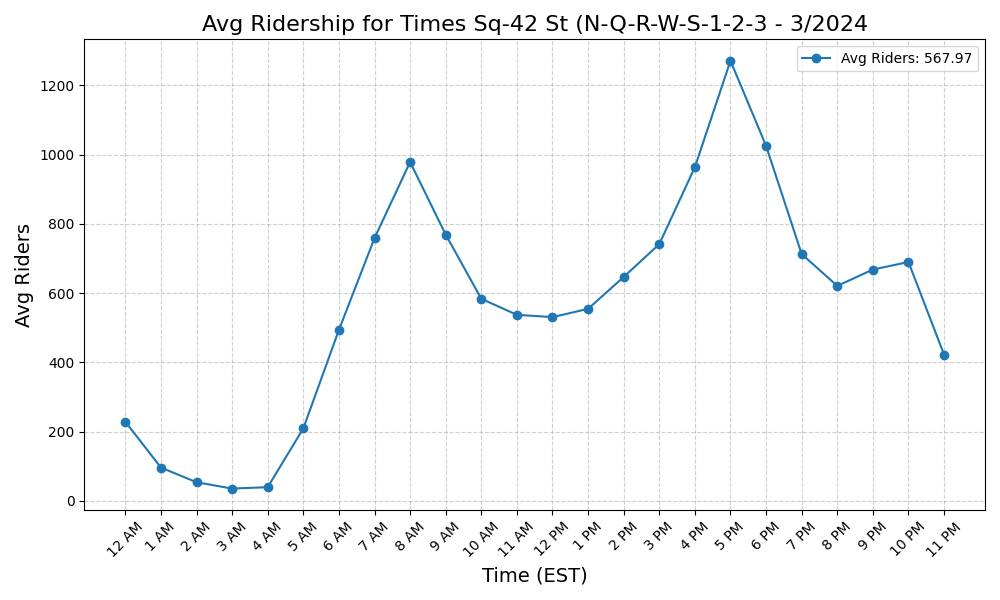 Avg Ridership for Times Sq-42 St (N-Q-R-W-S-1-2-3 - 3/2024
Avg Riders: 567.97
1200
1000
800
600
400
200
0
Avg Riders
12 AM
1 AM
2 AM
3 AM
4 AM
5 AM
6 AM
7 AM
8 AM
9 AM
10 AM
11 AM
12 PM
1 PM
2 PM
3 PM
4 PM
5 PM
6 PM
7 PM
8 PM
9 PM
10 PM
11 PM
Time (EST)